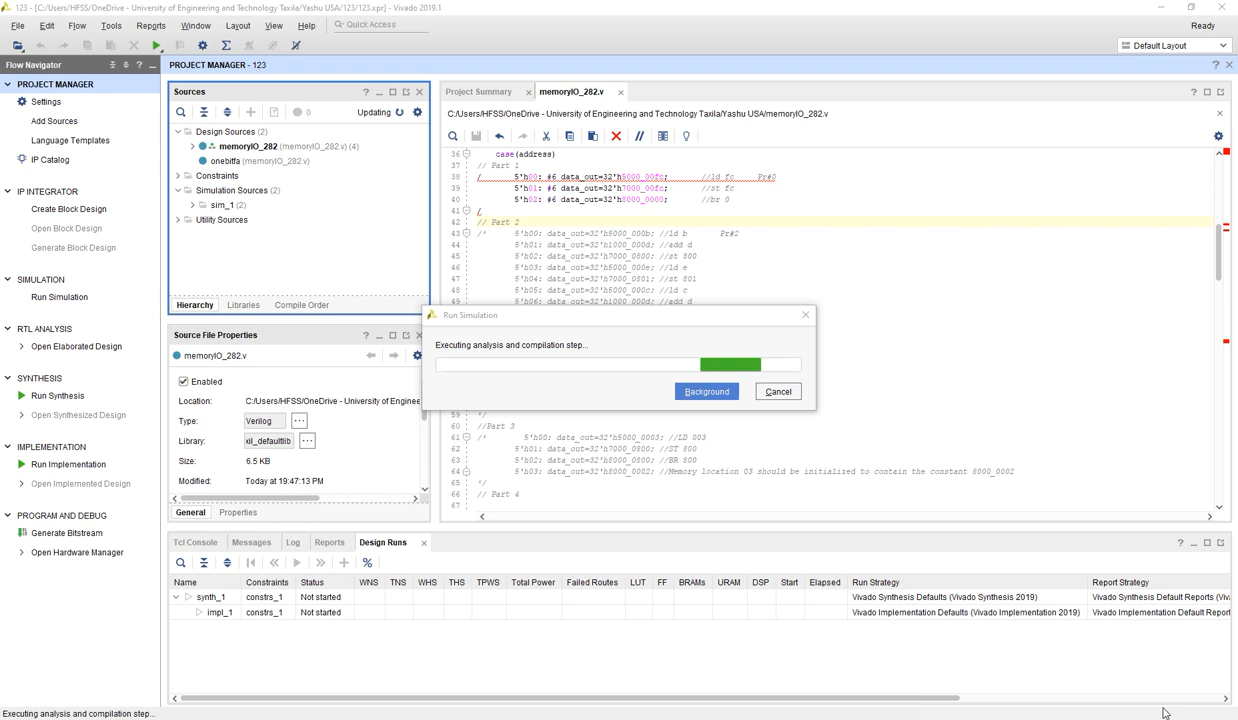 123 - [C:/Users/HFSS/OneDrive - University of Engineering and Technology Taxila/Yashu USA/123/123.xpr] - Vivado 2019.1
File Edit Flow Tools Reports Window Layout View Help Quick Access Ready
Default Layout
Flow Navigator
PROJECT MANAGER - 123
PROJECT MANAGER
Settings
Add Sources
Language Templates
IP Catalog
IP INTEGRATOR
Create Block Design
Open Block Design
Generate Block Design
SIMULATION
Run Simulation
RTL ANALYSIS
Open Elaborated Design
SYNTHESIS
Run Synthesis
Open Synthesized Design
IMPLEMENTATION
Run Implementation
Open Implemented Design
PROGRAM AND DEBUG
Generate Bitstream
Open Hardware Manager
Sources
0 Updating
Design Sources (2)
memoryIO_282 (memoryIO_282.v) (4)
onebitfa (memoryIO_282.v)
Constraints
Simulation Sources (2)
sim_1 (2)
Utility Sources
Hierarchy Libraries Compile Order
Source File Properties
memoryIO_282.v
Enabled
Location: C:/Users/HFSS/OneDrive - University of Enginee
Type: Verilog
Library: xil_defaultlib
Size: 6.5 KB
Modified: Today at 19:47:13 PM
General Properties
Project Summary memoryIO_282.v
C:/Users/HFSS/OneDrive - University of Engineering and Technology Taxila/Yashu USA/memoryIO_282.v
36 case(address)
37 // Part 1
38 / 5'h00: #6 data_out=32'h5000_00fc; //ld fc Pr#0
39 5'h01: #6 data_out=32'h7000_00fc; //st fc
40 5'h02: #6 data_out=32'h8000_0000; //br 0
41 /
42 // Part 2
43 /* 5'h00: data_out=32'h5000_000b; //ld b Pr#2
44 5'h01: data_out=32'h1000_000d; //add d
45 5'h02: data_out=32'h7000_0800; //st 800
46 5'h03: data_out=32'h5000_000e; //ld e
47 5'h04: data_out=32'h7000_0801; //st 801
48 5'h05: data_out=32'h5000_000c; //ld c
49 5'h06: data_out=32'h1000_000d; //add d
Run Simulation
Executing analysis and compilation step...
Background Cancel
59 */
60 //Part 3
61 /* 5'h00: data_out=32'h5000_0003; //LD 003
62 5'h01: data_out=32'h7000_0800; //ST 800
63 5'h02: data_out=32'h8000_0800; //BR 800
64 5'h03: data_out=32'h8000_0002; //Memory location 03 should be initialized to contain the constant 8000_0002
65 */
66 // Part 4
67
Tcl Console Messages Log Reports Design Runs
Name Constraints Status WNS TNS WHS THS TPWS Total Power Failed Routes LUT FF BRAMs URAM DSP Start Elapsed Run Strategy Report Strategy
synth_1 constrs_1 Not started Vivado Synthesis Defaults (Vivado Synthesis 2019) Vivado Synthesis Default Reports (Viv
impl_1 constrs_1 Not started Vivado Implementation Defaults (Vivado Implementation 2019) Vivado Implementation Default Report
Executing analysis and compilation step...